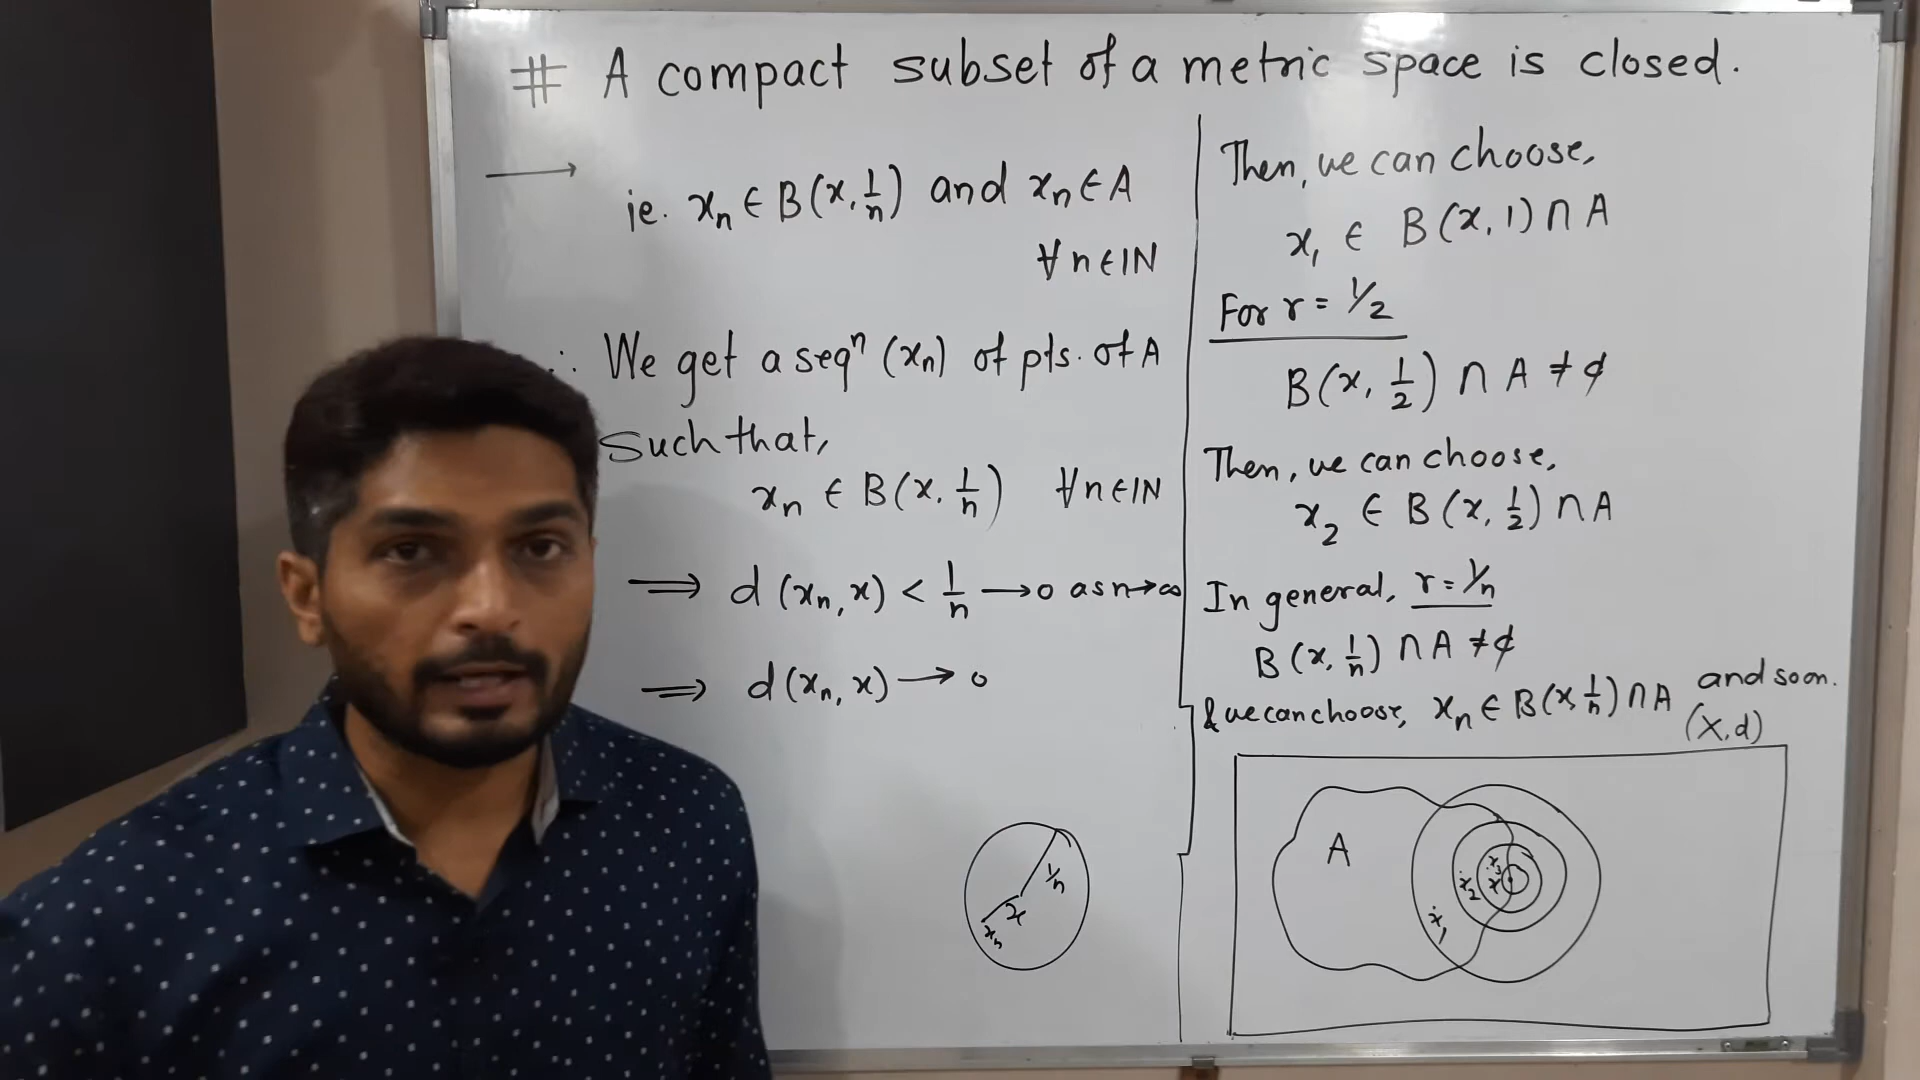 # A compact subset of a metric space is closed.
→ ie. xₙ ∈ B(x, 1/n) and xₙ ∈ A
∀ n ∈ IN
∴ We get a seqⁿ (xₙ) of pts. of A
Such that,
xₙ ∈ B(x, 1/n) ∀ n ∈ IN
⟹ d(xₙ, x) < 1/n → 0 as n → ∞
⟹ d(xₙ, x) → 0
1/n
x
xₙ
Then, we can choose,
x₁ ∈ B(x, 1) ∩ A
For r = 1/2
B(x, 1/2) ∩ A ≠ ϕ
Then, we can choose,
x₂ ∈ B(x, 1/2) ∩ A
In general, r = 1/n
B(x, 1/n) ∩ A ≠ ϕ
& we can choose, xₙ ∈ B(x, 1/n) ∩ A and so on.
(X, d)
A
x₁
x₂
x₃
x